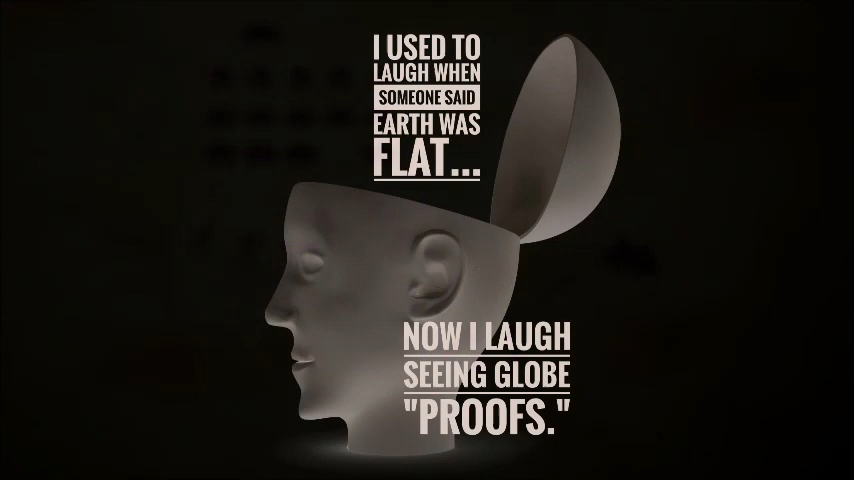 I USED TO
LAUGH WHEN
SOMEONE SAID
EARTH WAS
FLAT...
NOW I LAUGH
SEEING GLOBE
"PROOFS."